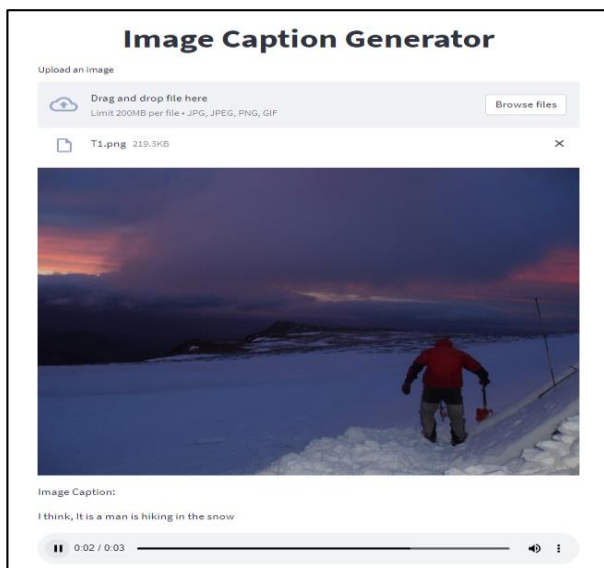 Image Caption Generator
Upload an image
Drag and drop file here
Limit 200MB per file • JPG, JPEG, PNG, GIF
Browse files
T1.png 219.3KB
Image Caption:
I think, It is a man is hiking in the snow
0:02 / 0:03